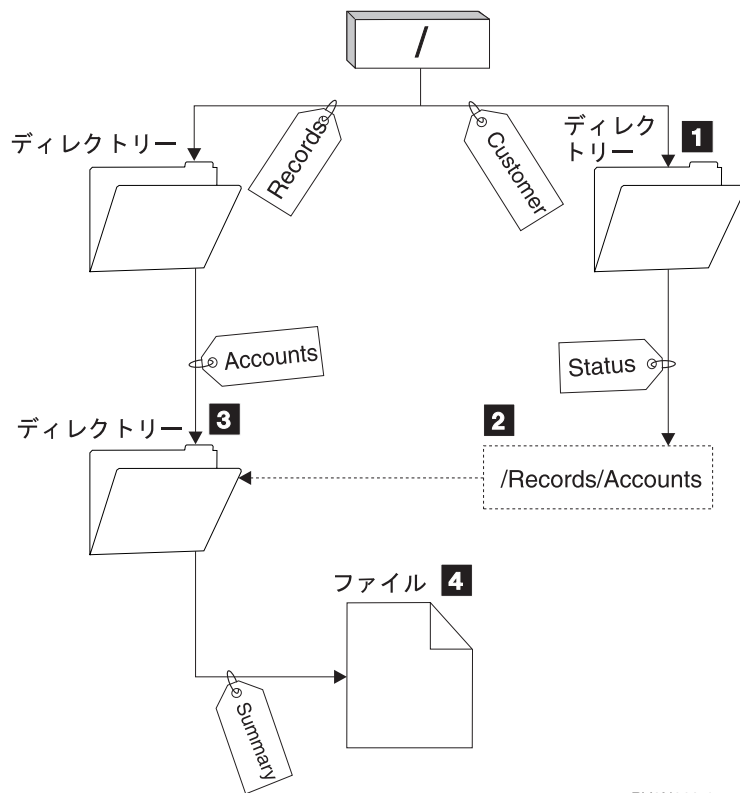 /
ディレクトリー
Records
Customer
ディレク
トリー
1
Accounts
Status
ディレクトリー
3
2
/Records/Accounts
ファイル
4
Summary